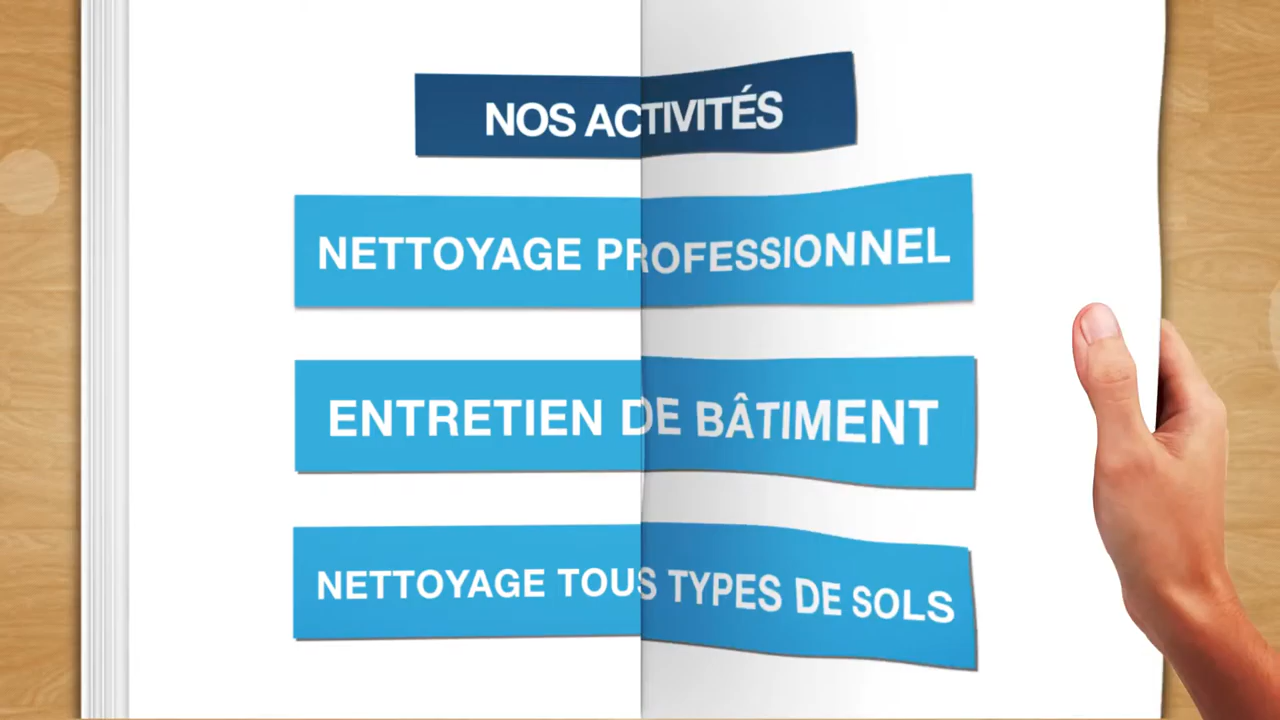 NOS ACTIVITÉS
NETTOYAGE PROFESSIONNEL
ENTRETIEN DE BÂTIMENT
NETTOYAGE TOUS TYPES DE SOLS